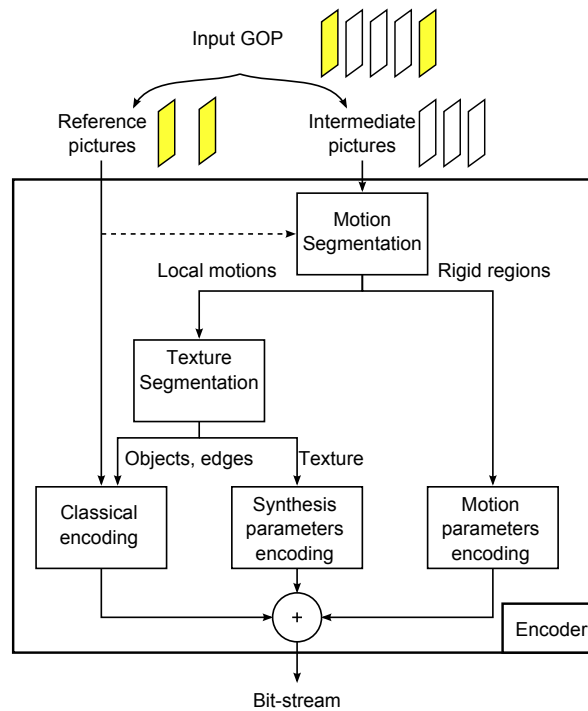 Input GOP
Reference
pictures
Intermediate
pictures
Motion
Segmentation
Local motions
Rigid regions
Texture
Segmentation
Objects, edges
Texture
Classical
encoding
Synthesis
parameters
encoding
Motion
parameters
encoding
+
Encoder
Bit-stream